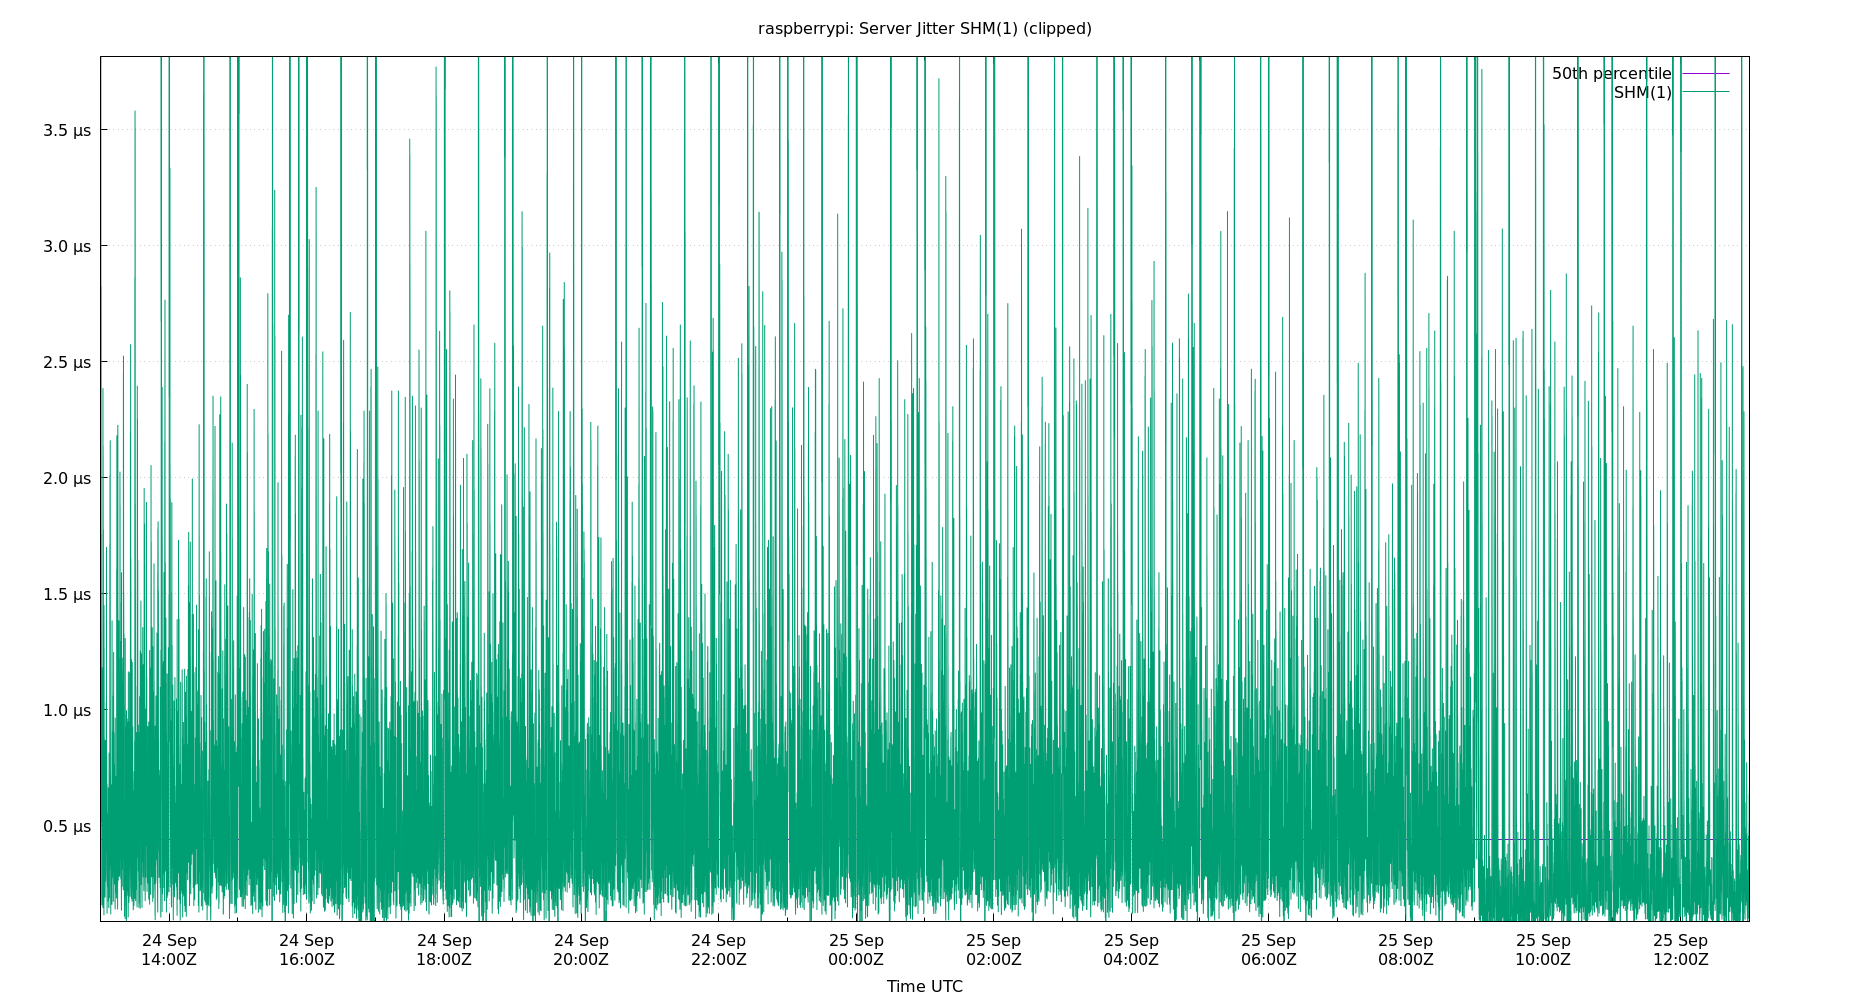 raspberrypi: Server Jitter SHM(1) (clipped)
50th percentile
SHM(1)
3.5 µs
3.0 µs
2.5 µs
2.0 µs
1.5 µs
1.0 µs
0.5 µs
24 Sep 24 Sep 24 Sep 24 Sep 24 Sep 25 Sep 25 Sep 25 Sep 25 Sep 25 Sep 25 Sep 25 Sep
14:00Z 16:00Z 18:00Z 20:00Z 22:00Z 00:00Z 02:00Z 04:00Z 06:00Z 08:00Z 10:00Z 12:00Z
Time UTC